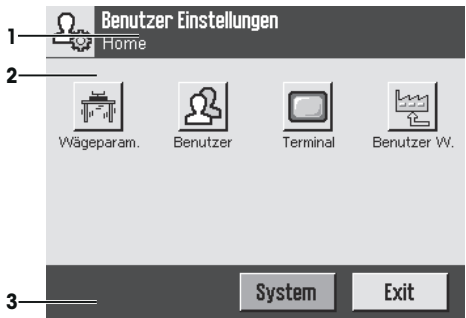 Benutzer Einstellungen
1 Home
2
Wägeparam. Benutzer Terminal Benutzer W.
3 System Exit